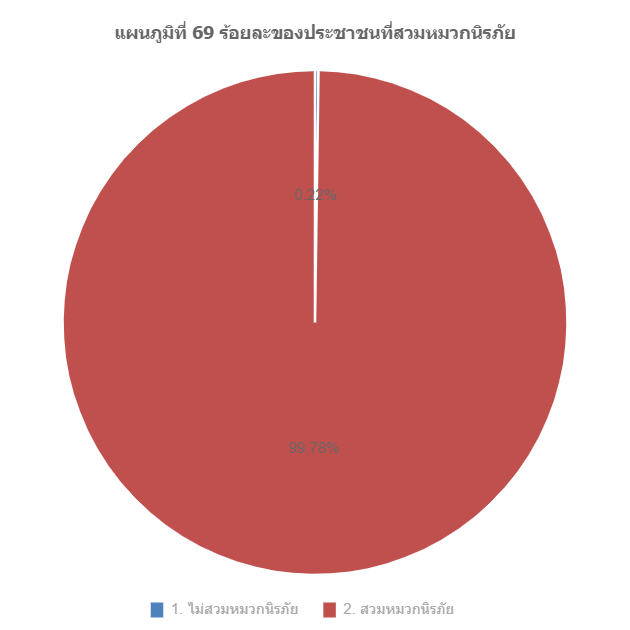 แผนภูมิที่ 69 ร้อยละของประชาชนที่สวมหมวกนิรภัย
0.22%
99.78%
1. ไม่สวมหมวกนิรภัย 2. สวมหมวกนิรภัย